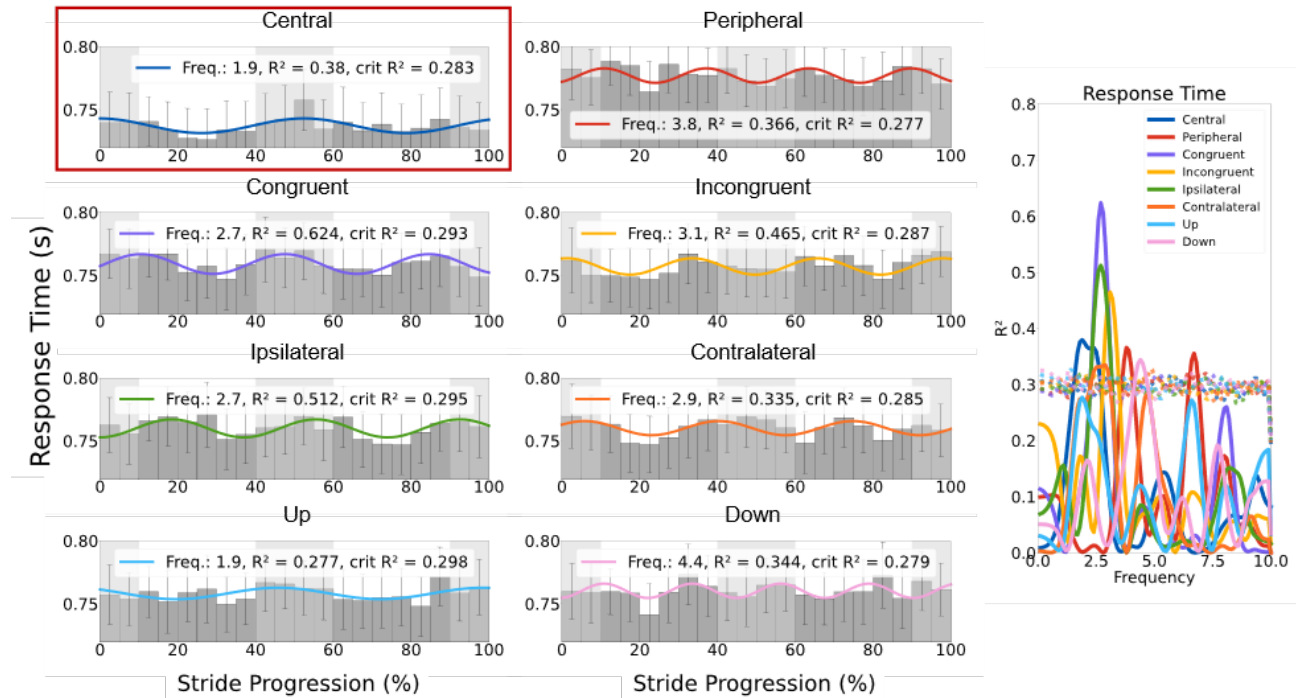 Central
Peripheral
0.80
0.75
Freq.: 1.9, R² = 0.38, crit R² = 0.283
0 20 40 60 80 100
0.80
0.75
Freq.: 3.8, R² = 0.366, crit R² = 0.277
0 20 40 60 80 100
Congruent
Incongruent
0.80
0.75
Freq.: 2.7, R² = 0.624, crit R² = 0.293
0 20 40 60 80 100
0.80
0.75
Freq.: 3.1, R² = 0.465, crit R² = 0.287
0 20 40 60 80 100
Response Time (s)
Ipsilateral
Contralateral
0.80
0.75
Freq.: 2.7, R² = 0.512, crit R² = 0.295
0 20 40 60 80 100
0.80
0.75
Freq.: 2.9, R² = 0.335, crit R² = 0.285
0 20 40 60 80 100
Up
Down
0.80
0.75
Freq.: 1.9, R² = 0.277, crit R² = 0.298
0 20 40 60 80 100
0.80
0.75
Freq.: 4.4, R² = 0.344, crit R² = 0.279
0 20 40 60 80 100
Stride Progression (%)
Stride Progression (%)
Response Time
Central
Peripheral
Congruent
Incongruent
Ipsilateral
Contralateral
Up
Down
R²
0.8
0.7
0.6
0.5
0.4
0.3
0.2
0.1
0.0
0.0 2.5 5.0 7.5 10.0
Frequency